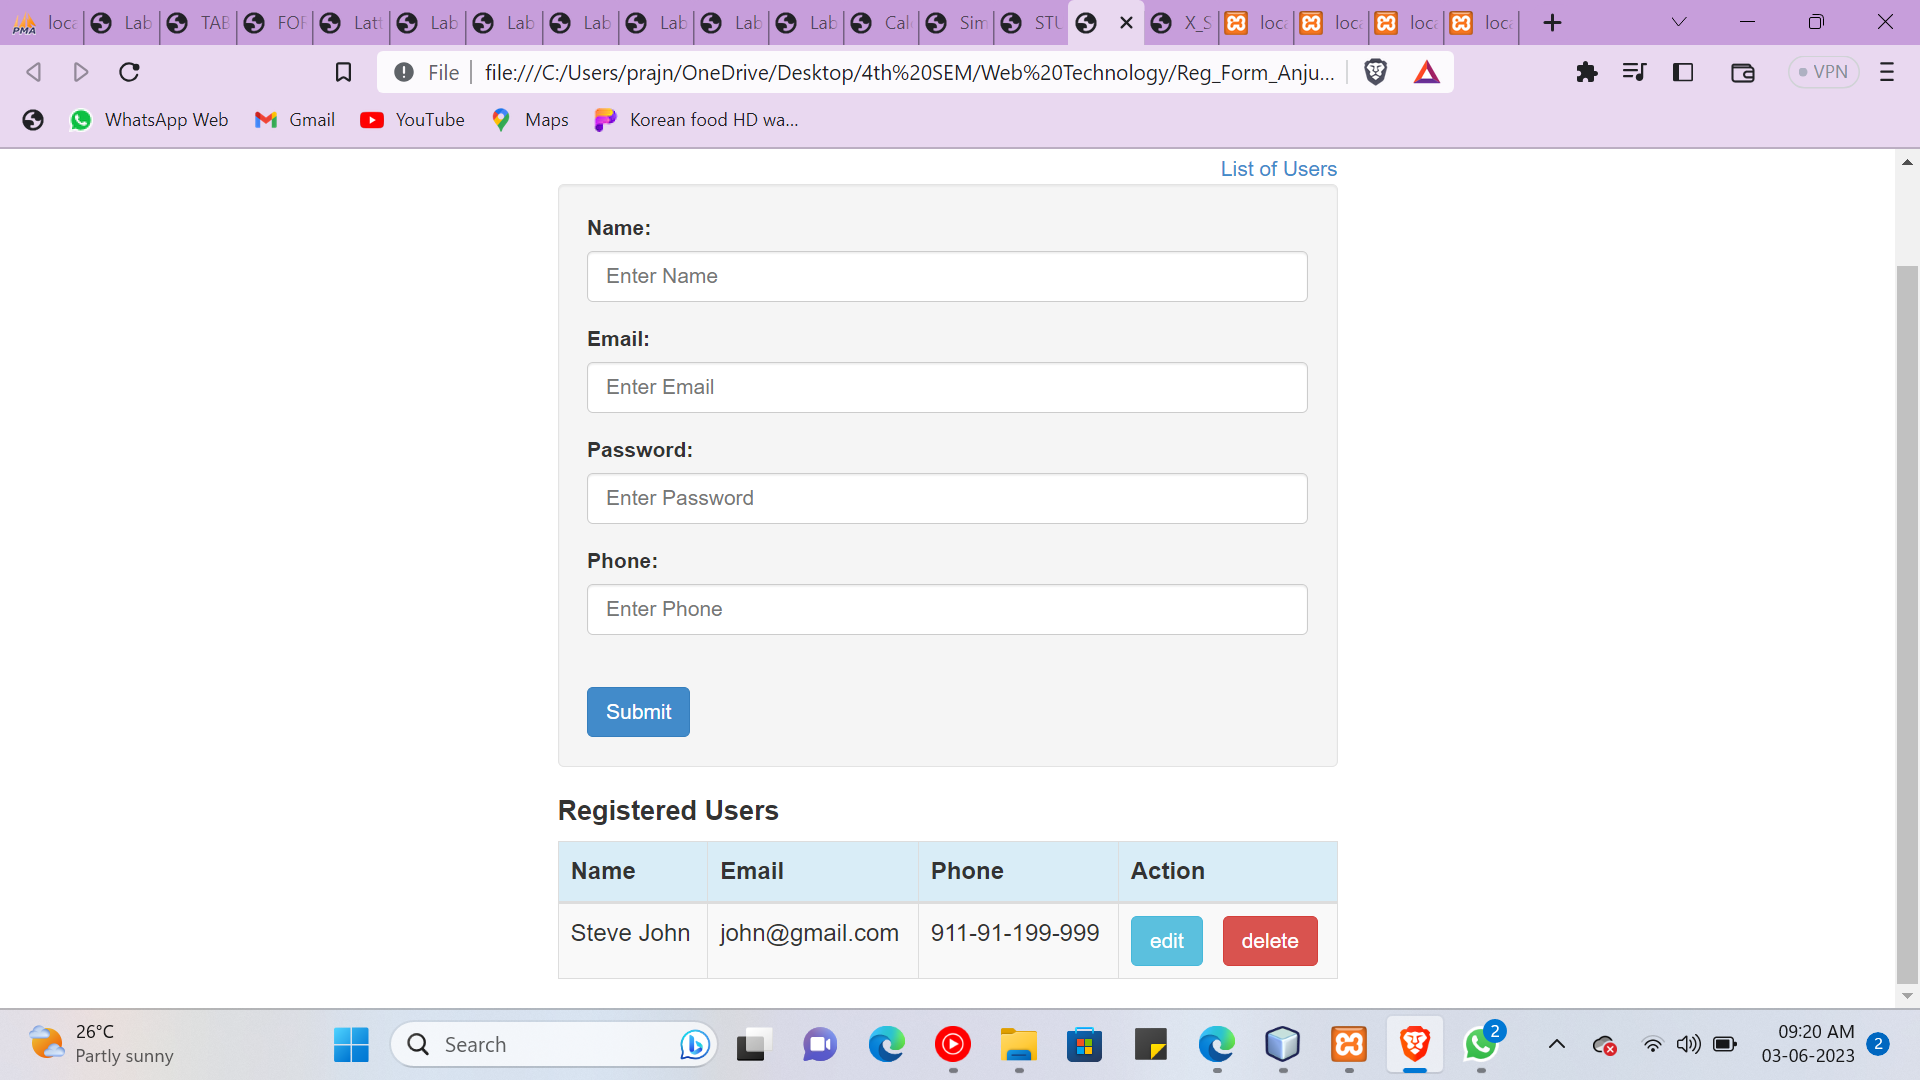 loca Lab TAB FOR Latt Lab Lab Lab Lab Lab Lab Calc Sim STU X_S loca loca loca loca
File file:///C:/Users/prajn/OneDrive/Desktop/4th%20SEM/Web%20Technology/Reg_Form_Anju... VPN
WhatsApp Web Gmail YouTube Maps Korean food HD wa...
List of Users
Name:
Enter Name
Email:
Enter Email
Password:
Enter Password
Phone:
Enter Phone
Submit
Registered Users
Name Email Phone Action
Steve John john@gmail.com 911-91-199-999 edit delete
26°C
Partly sunny
Search
2
09:20 AM
03-06-2023
2